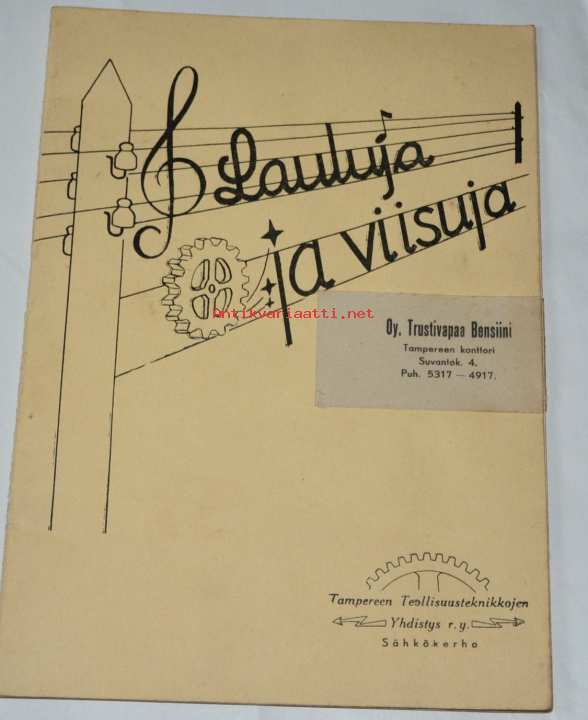 Lauluja
ja viisuja
antikvariaatti.net
Oy. Trustivapaa Bensiini
Tampereen konttori
Suvantok. 4.
Puh. 5317 — 4917.
Tampereen Teollisuusteknikkojen
Yhdistys r.y.
Sähkökerho